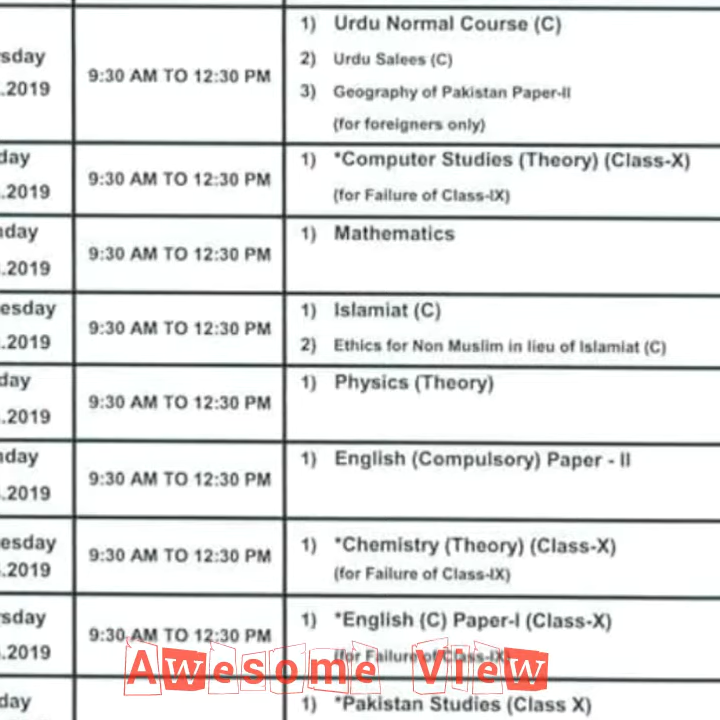 1) Urdu Normal Course (C)
sday
.2019
9:30 AM TO 12:30 PM
2) Urdu Salees (C)
3) Geography of Pakistan Paper-II
(for foreigners only)
day
.2019
9:30 AM TO 12:30 PM
1) *Computer Studies (Theory) (Class-X)
(for Failure of Class-IX)
day
.2019
9:30 AM TO 12:30 PM
1) Mathematics
esday
.2019
9:30 AM TO 12:30 PM
1) Islamiat (C)
2) Ethics for Non Muslim in lieu of Islamiat (C)
day
.2019
9:30 AM TO 12:30 PM
1) Physics (Theory)
day
.2019
9:30 AM TO 12:30 PM
1) English (Compulsory) Paper - II
esday
.2019
9:30 AM TO 12:30 PM
1) *Chemistry (Theory) (Class-X)
(for Failure of Class-IX)
sday
.2019
9:30 AM TO 12:30 PM
1) *English (C) Paper-I (Class-X)
(for Failure of Class-IX)
Awesome View
day
1) *Pakistan Studies (Class X)